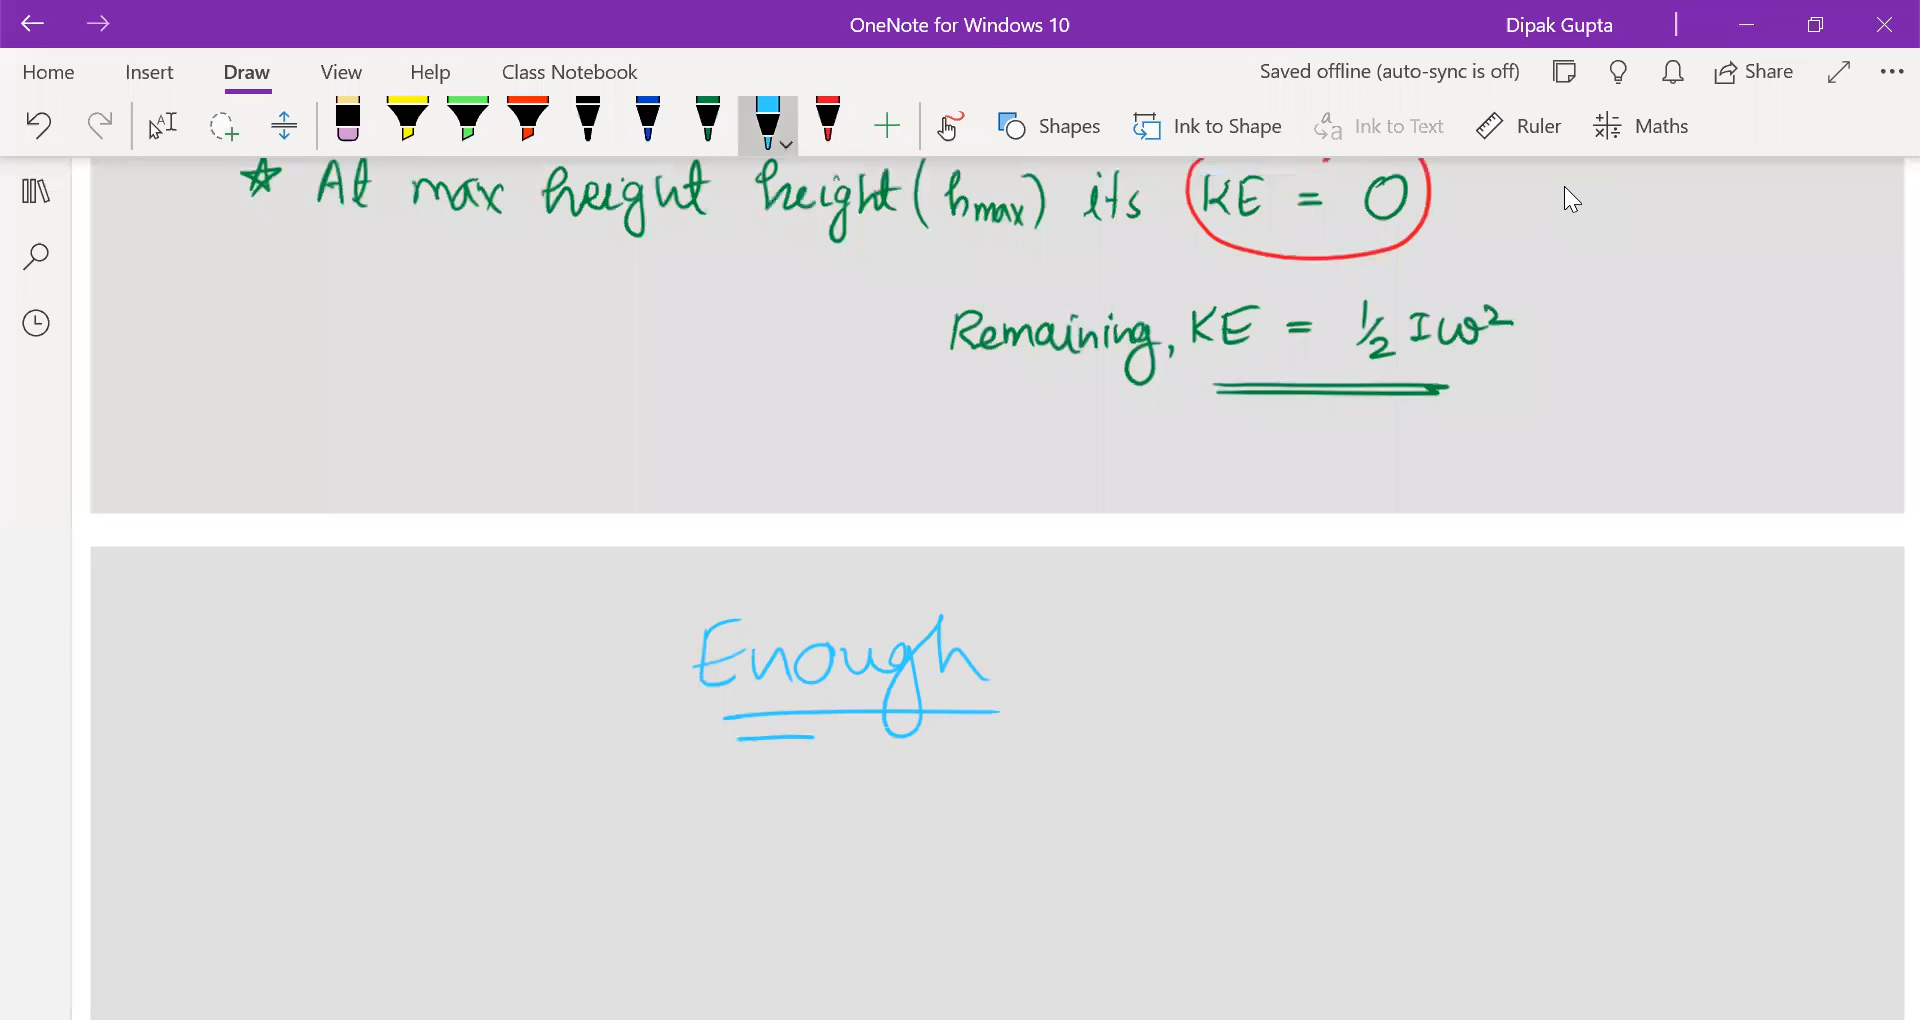 OneNote for Windows 10
Dipak Gupta
Home Insert Draw View Help Class Notebook
Saved offline (auto-sync is off) Share
Shapes Ink to Shape Ink to Text Ruler Maths
☆ At max height height (hmax) its KE = 0
Remaining, KE = 1/2 Iω²
Enough